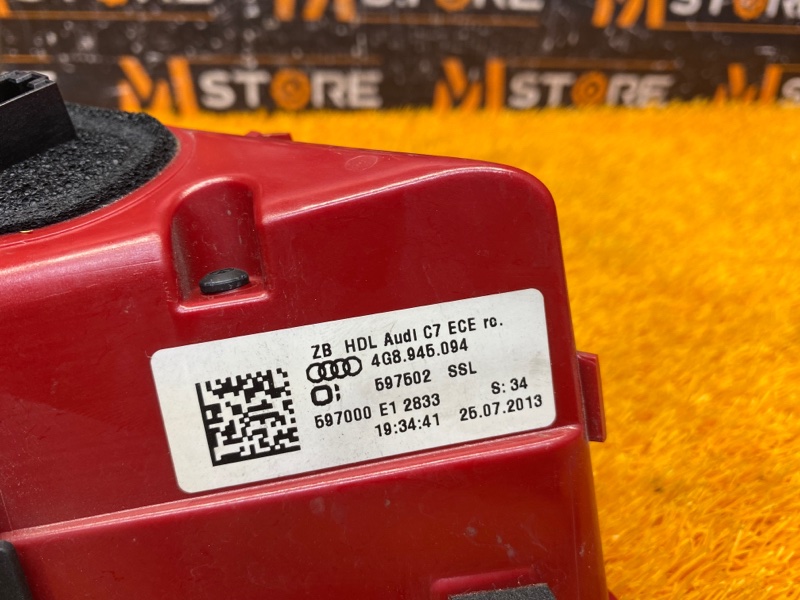 STORE
STORE
M STORE
M STORE
ZB HDL Audi C7 ECE rc.
4G8.945.094
597502 SSL
597000 E1 2833 S: 34
19:34:41 25.07.2013